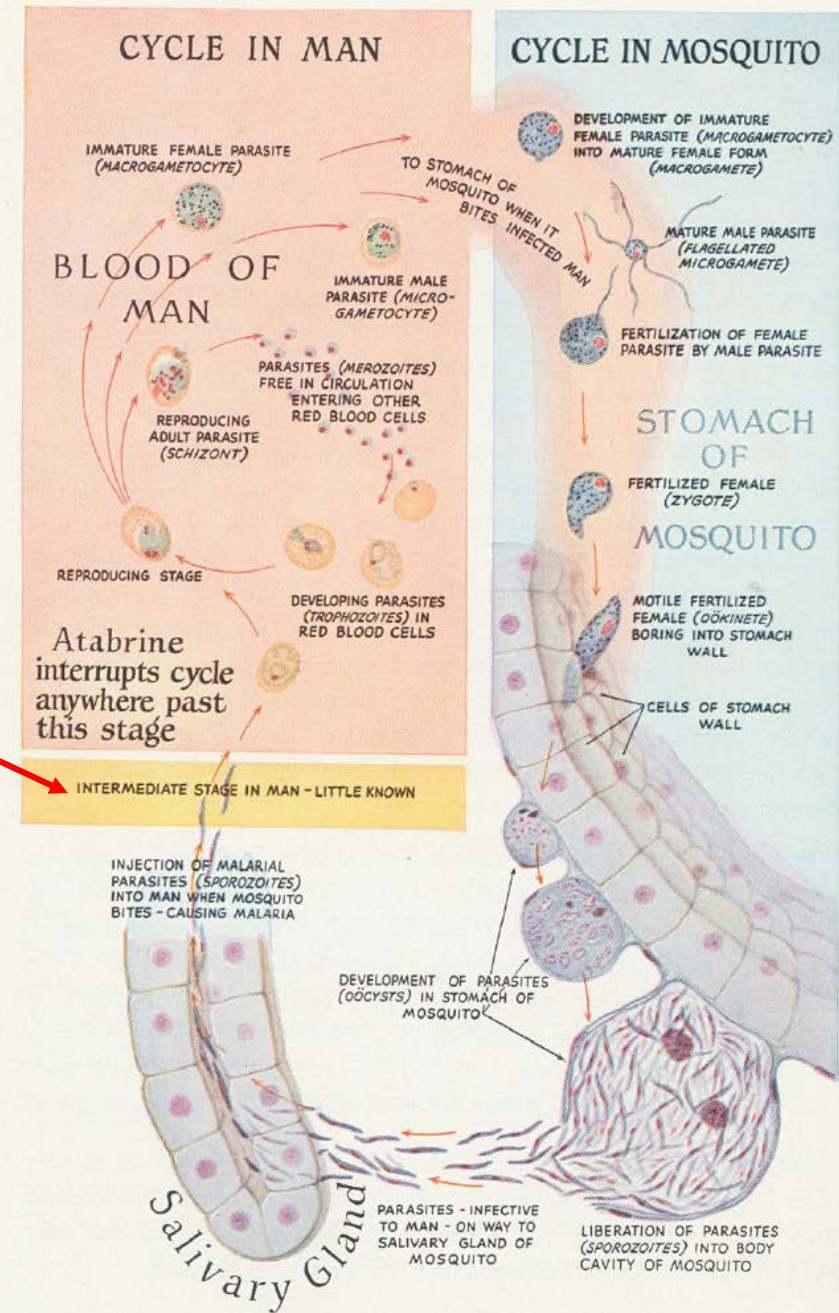 CYCLE IN MAN
IMMATURE FEMALE PARASITE
(MACROGAMETOCYTE)
TO STOMACH OF
MOSQUITO WHEN IT
BITES INFECTED MAN
BLOOD OF
MAN
IMMATURE MALE
PARASITE (MICRO-
GAMETOCYTE)
PARASITES (MEROZOITES)
FREE IN CIRCULATION
ENTERING OTHER
RED BLOOD CELLS
REPRODUCING
ADULT PARASITE
(SCHIZONT)
REPRODUCING STAGE
DEVELOPING PARASITES
(TROPHOZOITES) IN
RED BLOOD CELLS
Atabrine
interrupts cycle
anywhere past
this stage
INTERMEDIATE STAGE IN MAN - LITTLE KNOWN
INJECTION OF MALARIAL
PARASITES (SPOROZOITES)
INTO MAN WHEN MOSQUITO
BITES - CAUSING MALARIA
CYCLE IN MOSQUITO
DEVELOPMENT OF IMMATURE
FEMALE PARASITE (MACROGAMETOCYTE)
INTO MATURE FEMALE FORM
(MACROGAMETE)
MATURE MALE PARASITE
(FLAGELLATED
MICROGAMETE)
FERTILIZATION OF FEMALE
PARASITE BY MALE PARASITE
STOMACH
OF
FERTILIZED FEMALE
(ZYGOTE)
MOSQUITO
MOTILE FERTILIZED
FEMALE (OÖKINETE)
BORING INTO STOMACH
WALL
CELLS OF STOMACH
WALL
DEVELOPMENT OF PARASITES
(OÖCYSTS) IN STOMACH OF
MOSQUITO
LIBERATION OF PARASITES
(SPOROZOITES) INTO BODY
CAVITY OF MOSQUITO
PARASITES - INFECTIVE
TO MAN - ON WAY TO
SALIVARY GLAND OF
MOSQUITO
Salivary Gland